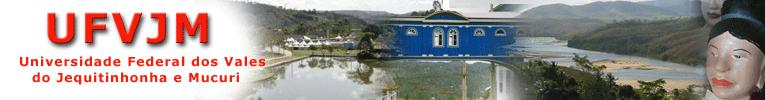 UFVJM
Universidade Federal dos Vales
do Jequitinhonha e Mucuri